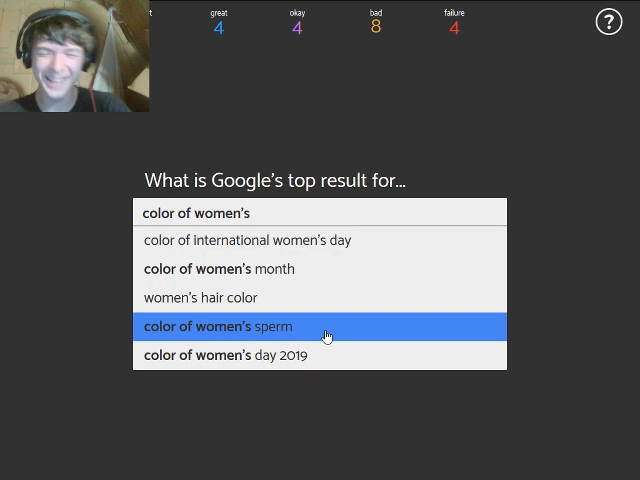 t great okay bad failure
4 4 8 4
?
What is Google's top result for...
color of women's
color of international women's day
color of women's month
women's hair color
color of women's sperm
color of women's day 2019